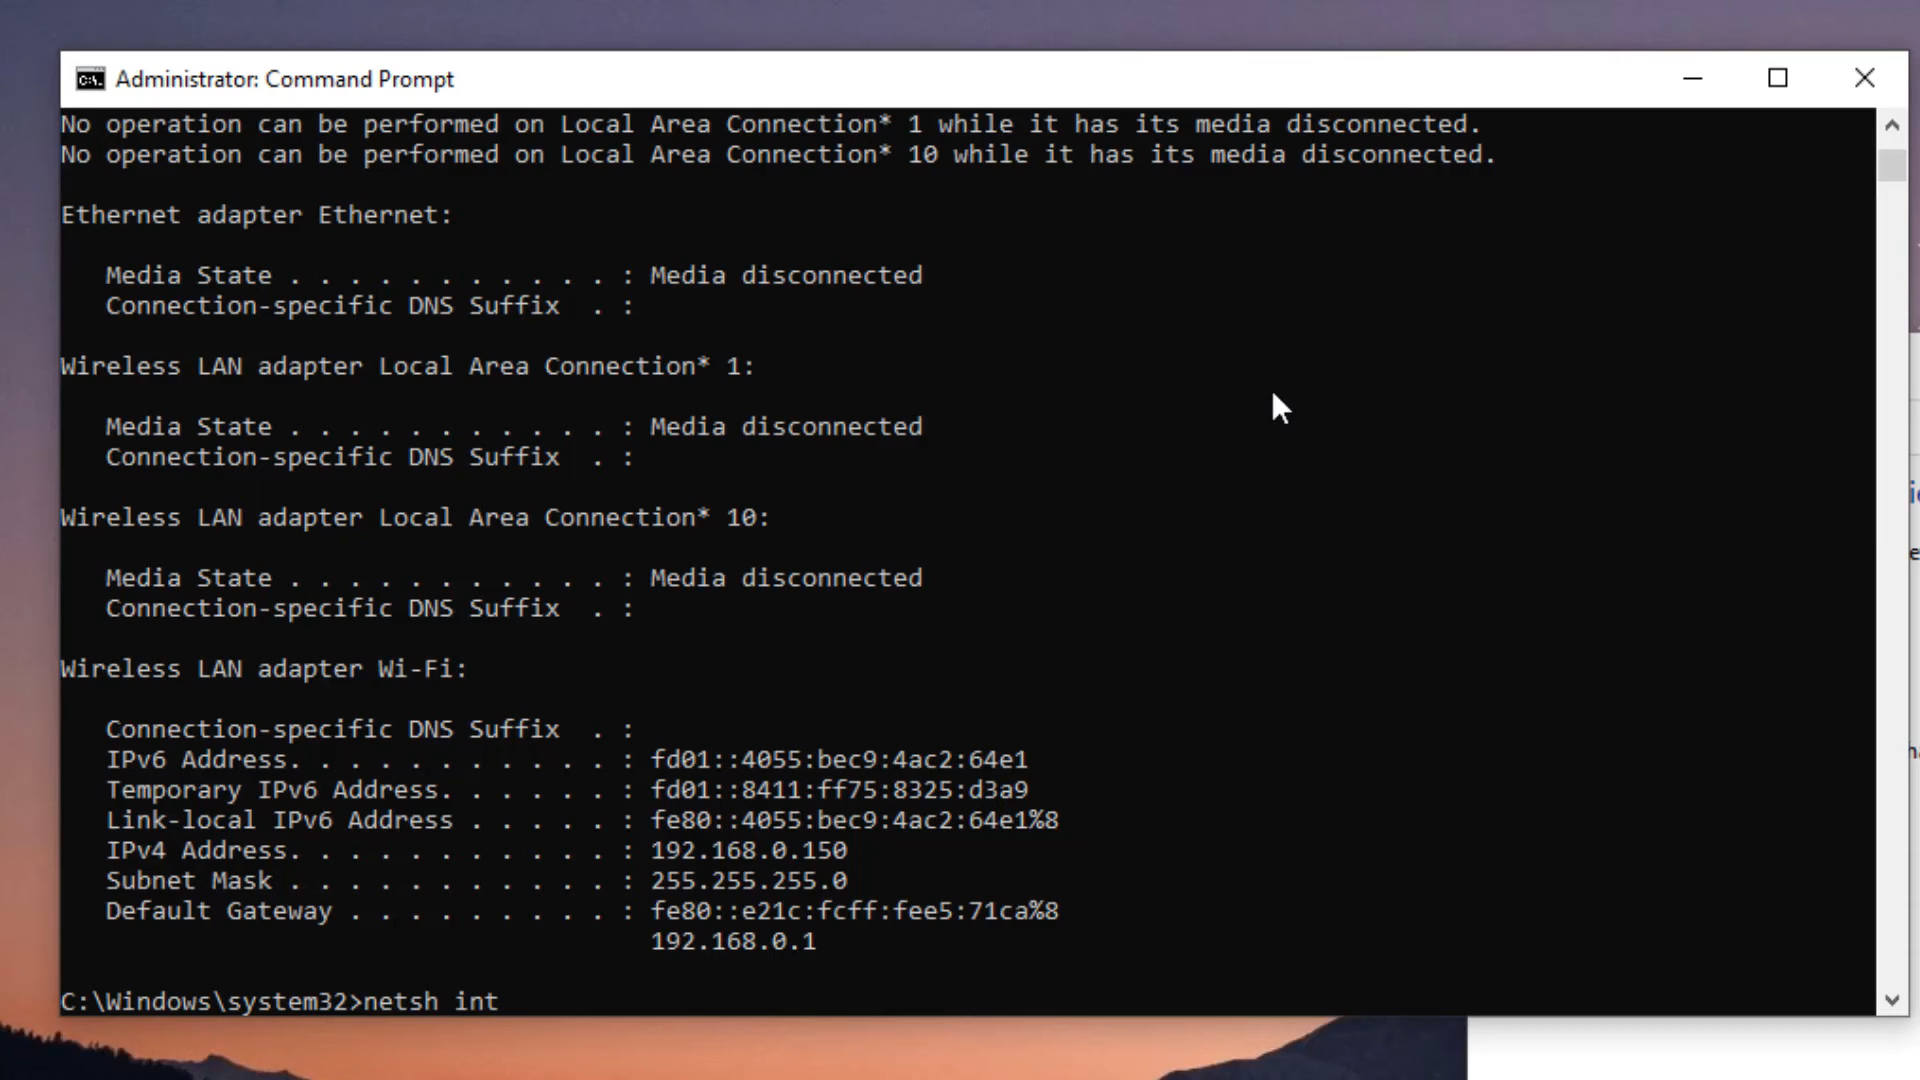 Administrator: Command Prompt
No operation can be performed on Local Area Connection* 1 while it has its media disconnected.
No operation can be performed on Local Area Connection* 10 while it has its media disconnected.
Ethernet adapter Ethernet:
Media State . . . . . . . . . . . : Media disconnected
Connection-specific DNS Suffix  . :
Wireless LAN adapter Local Area Connection* 1:
Media State . . . . . . . . . . . : Media disconnected
Connection-specific DNS Suffix  . :
Wireless LAN adapter Local Area Connection* 10:
Media State . . . . . . . . . . . : Media disconnected
Connection-specific DNS Suffix  . :
Wireless LAN adapter Wi-Fi:
Connection-specific DNS Suffix  . :
IPv6 Address. . . . . . . . . . . : fd01::4055:bec9:4ac2:64e1
Temporary IPv6 Address. . . . . . : fd01::8411:ff75:8325:d3a9
Link-local IPv6 Address . . . . . : fe80::4055:bec9:4ac2:64e1%8
IPv4 Address. . . . . . . . . . . : 192.168.0.150
Subnet Mask . . . . . . . . . . . : 255.255.255.0
Default Gateway . . . . . . . . . : fe80::e21c:fcff:fee5:71ca%8
192.168.0.1
C:\Windows\system32>netsh int